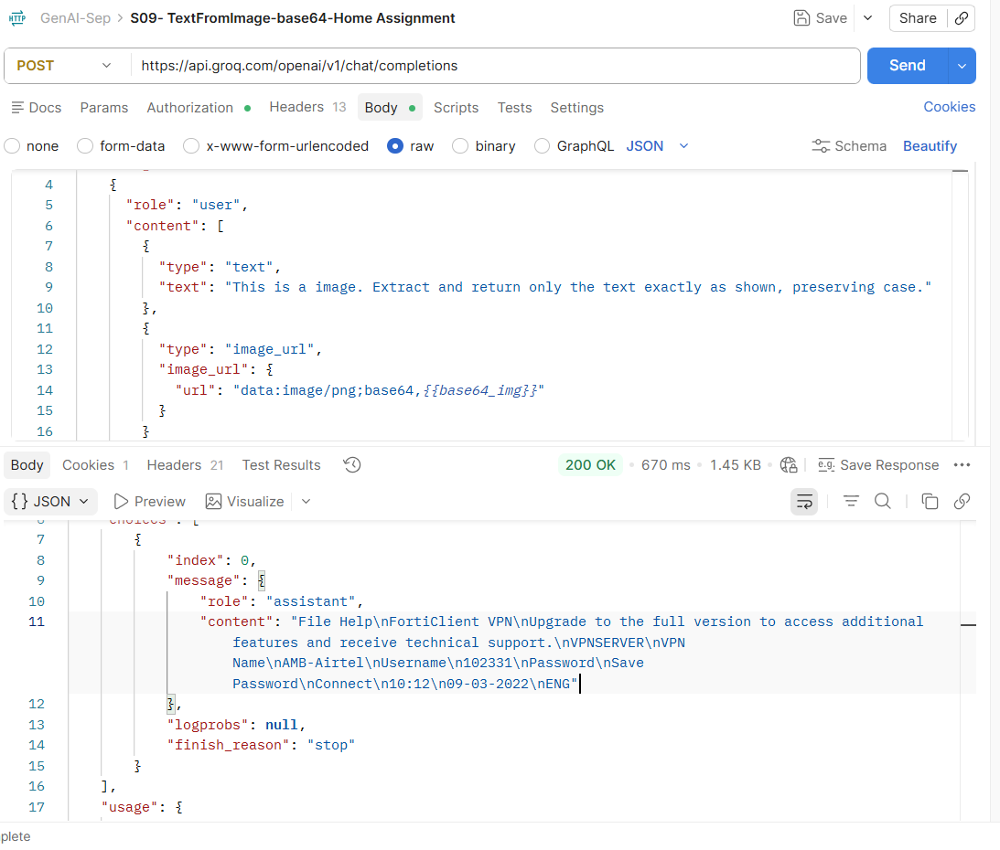 HTTP GenAI-Sep > S09- TextFromImage-base64-Home Assignment Save Share
POST https://api.groq.com/openai/v1/chat/completions Send
Docs Params Authorization Headers 13 Body Scripts Tests Settings Cookies
none form-data x-www-form-urlencoded raw binary GraphQL JSON Schema Beautify
4 {
5 "role": "user",
6 "content": [
7 {
8 "type": "text",
9 "text": "This is a image. Extract and return only the text exactly as shown, preserving case."
10 },
11 {
12 "type": "image_url",
13 "image_url": {
14 "url": "data:image/png;base64,{{base64_img}}"
15 }
16 }
Body Cookies 1 Headers 21 Test Results 200 OK • 670 ms • 1.45 KB • e.g. Save Response
{} JSON Preview Visualize
6 "choices": [
7 {
8 "index": 0,
9 "message": {
10 "role": "assistant",
11 "content": "File Help\nFortiClient VPN\nUpgrade to the full version to access additional
features and receive technical support.\nVPNSERVER\nVPN
Name\nAMB-Airtel\nUsername\n102331\nPassword\nSave
Password\nConnect\n10:12\n09-03-2022\nENG"
12 },
13 "logprobs": null,
14 "finish_reason": "stop"
15 }
16 ],
17 "usage": {
plete